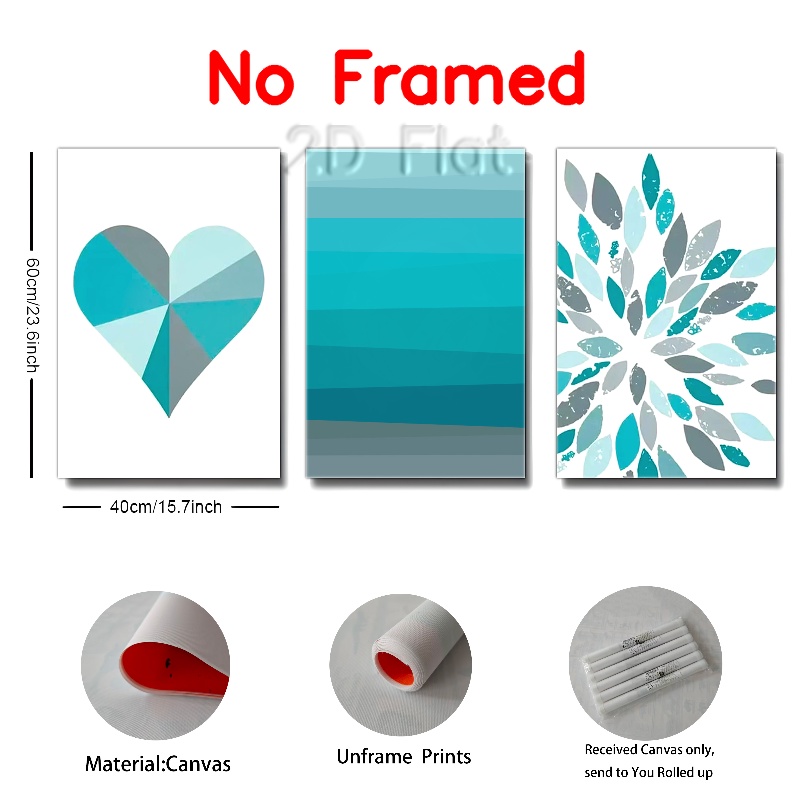 No Framed
2D Flat
60cm/23.6inch
40cm/15.7inch
Material:Canvas
Unframe Prints
Received Canvas only,
send to You Rolled up